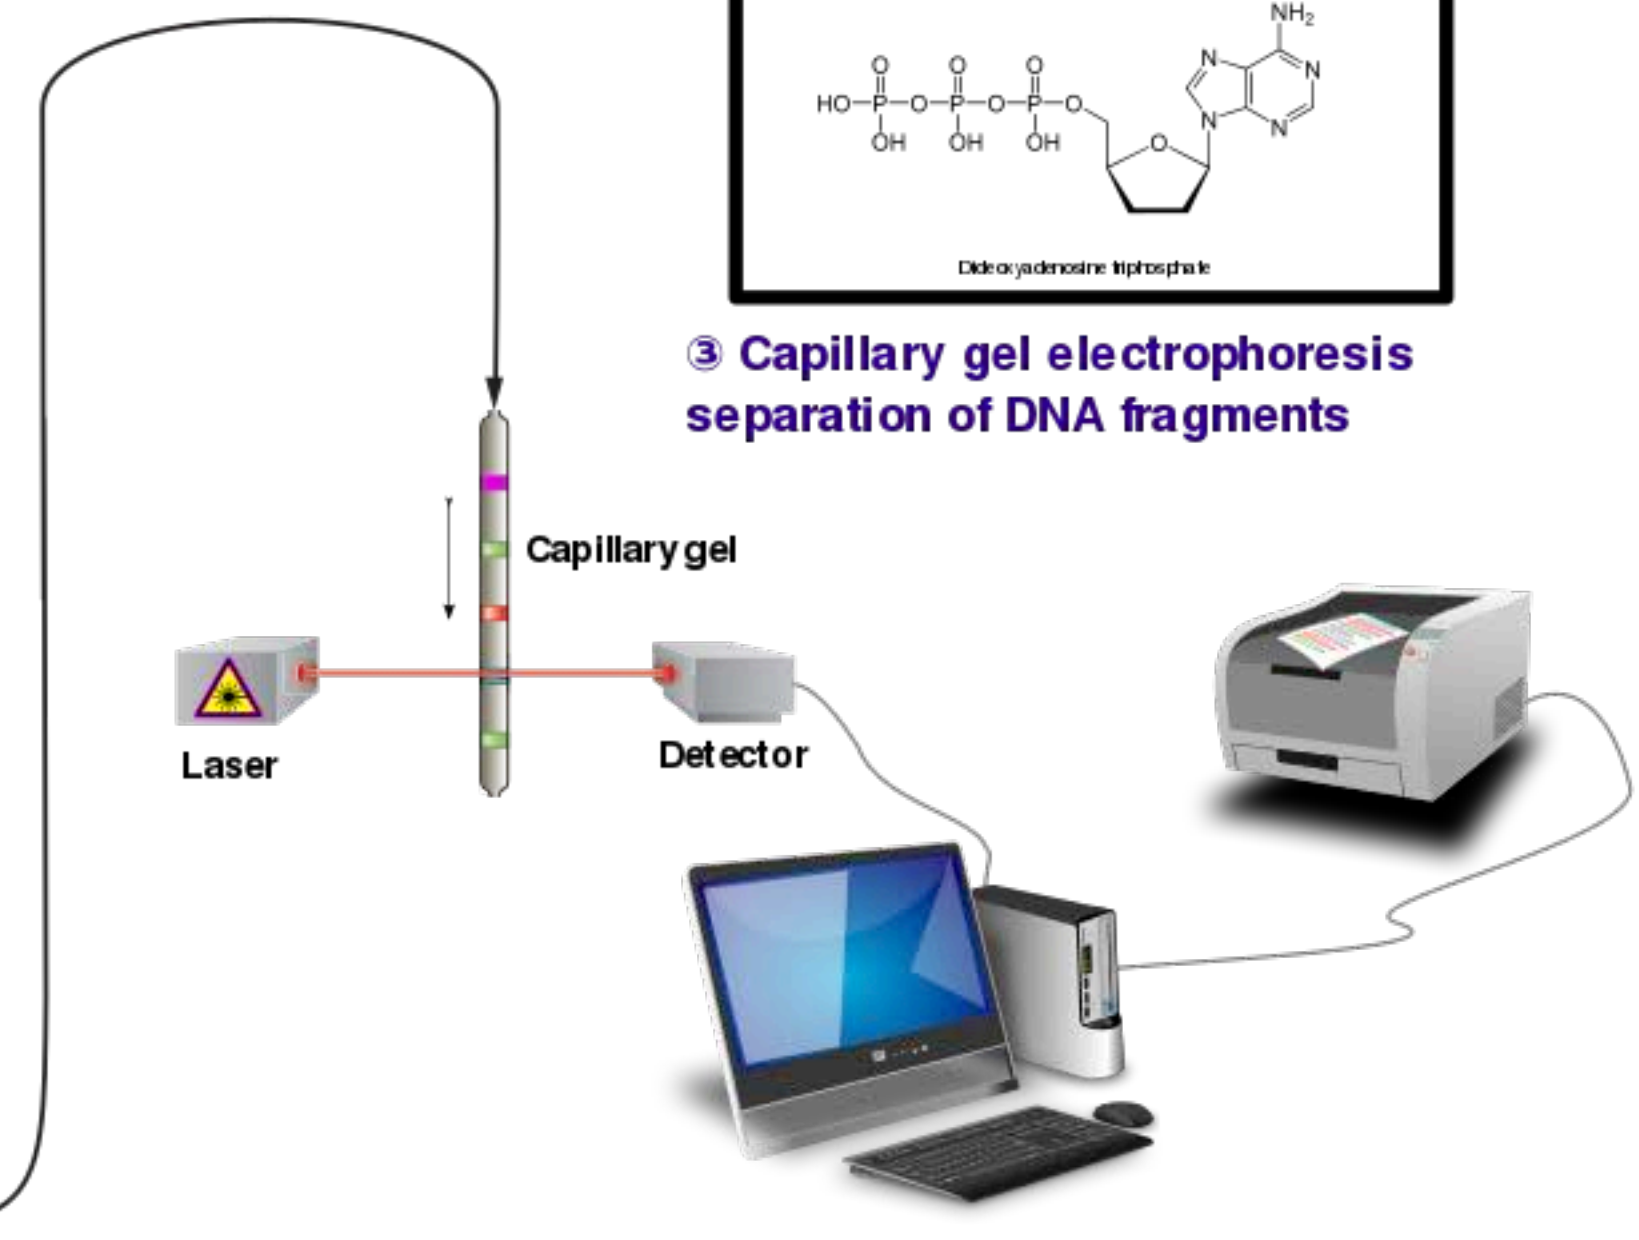 NH₂
N
N
N
N
O
O
O
HO P O P O P O
OH
OH
OH
O
Dideoxyadenosine triphosphate
③ Capillary gel electrophoresis
separation of DNA fragments
Capillary gel
Laser
Detector